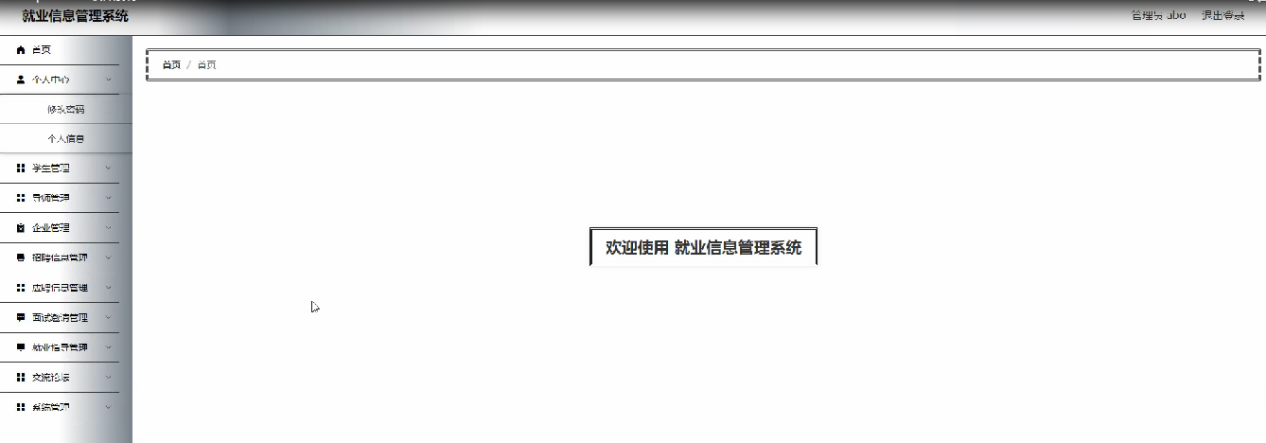 就业信息管理系统
管理员 abo 退出登录
首页
个人中心
修改密码
个人信息
学生管理
导师管理
企业管理
招聘信息管理
应聘信息管理
面试邀请管理
就业指导管理
交流论坛
系统管理
首页 / 首页
欢迎使用 就业信息管理系统